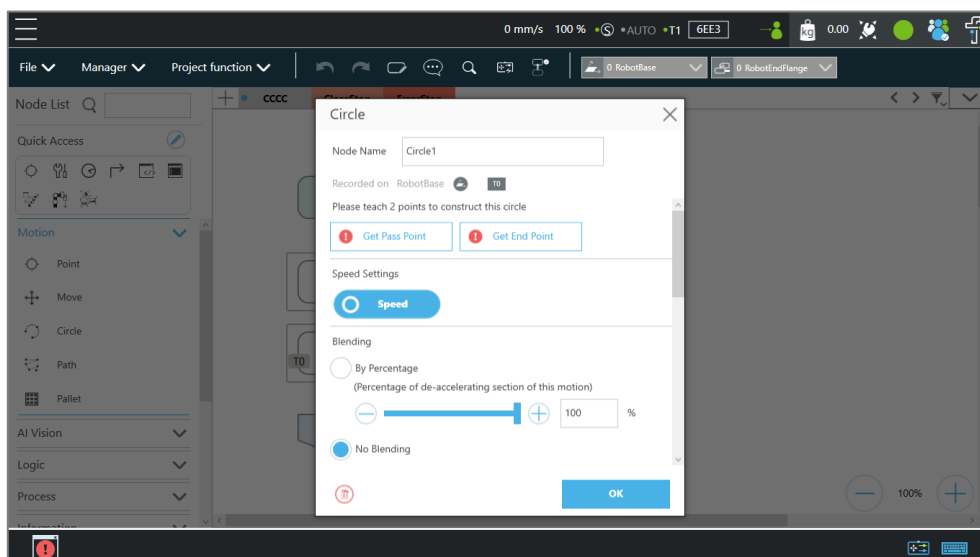 0 mm/s 100 % S AUTO T1 6EE3 kg 0.00
File Manager Project function 0 RobotBase 0 RobotEndFlange
Node List cccc
Circle
Node Name Circle1
Quick Access
Recorded on RobotBase T0
Please teach 2 points to construct this circle
! Get Pass Point ! Get End Point
Motion
Point
Speed Settings
Move
Speed
Circle
Blending
T0
Path
By Percentage
(Percentage of de-accelerating section of this motion)
Pallet
100 %
AI Vision
No Blending
Logic
Process
OK
100%
Information
!